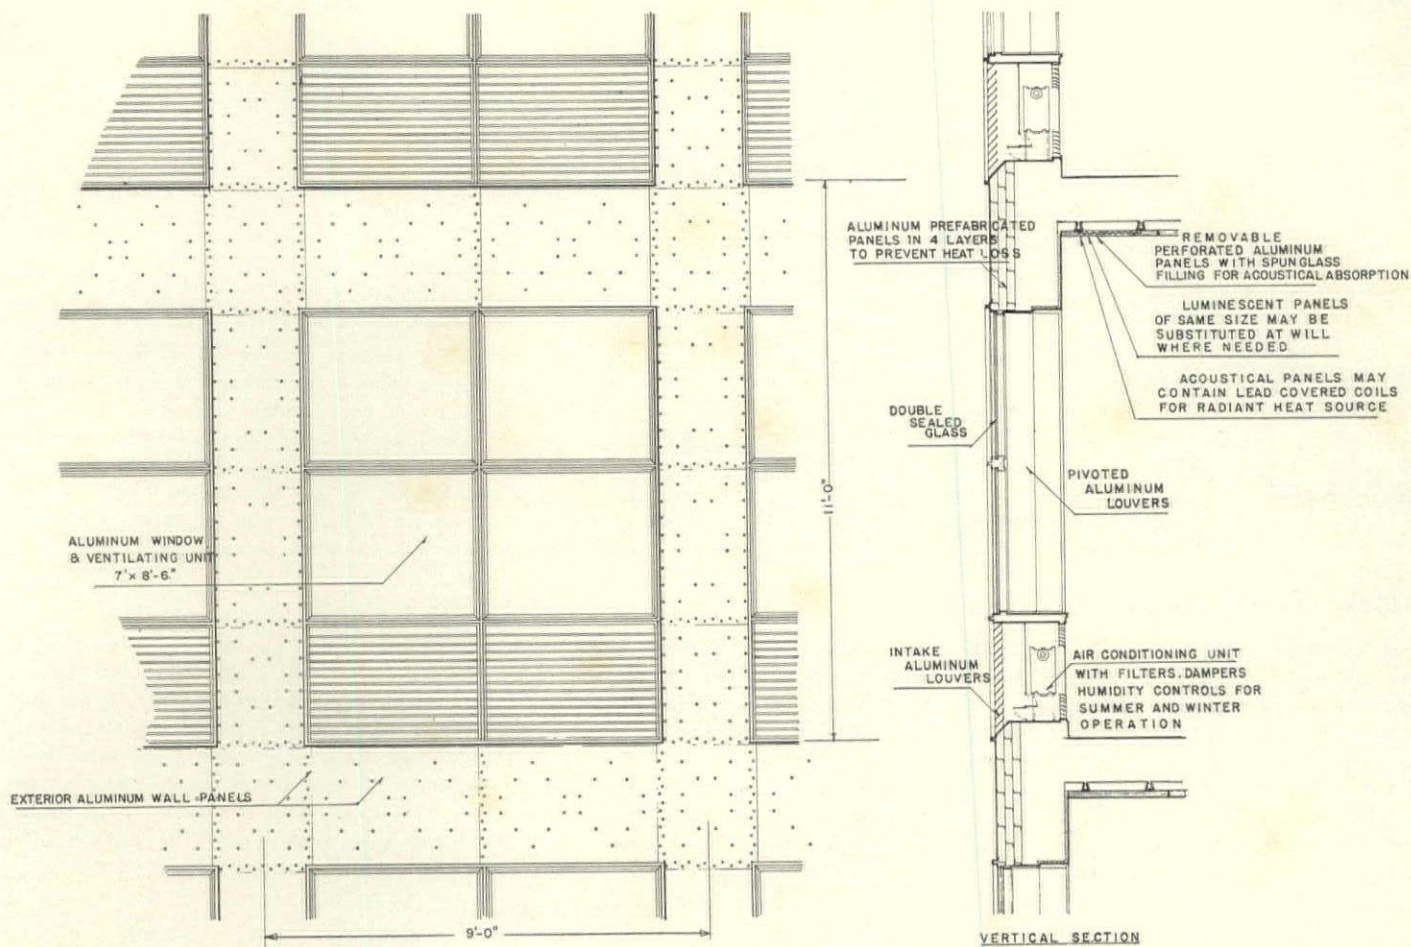 ALUMINUM PREFABRICATED
PANELS IN 4 LAYERS
TO PREVENT HEAT LOSS
REMOVABLE
PERFORATED ALUMINUM
PANELS WITH SPUNGLASS
FILLING FOR ACOUSTICAL ABSORPTION
LUMINESCENT PANELS
OF SAME SIZE MAY BE
SUBSTITUTED AT WILL
WHERE NEEDED
ACOUSTICAL PANELS MAY
CONTAIN LEAD COVERED COILS
FOR RADIANT HEAT SOURCE
DOUBLE
SEALED
GLASS
11'-0"
PIVOTED
ALUMINUM
LOUVERS
ALUMINUM WINDOW
& VENTILATING UNIT
7' x 8'-6"
INTAKE
ALUMINUM
LOUVERS
AIR CONDITIONING UNIT
WITH FILTERS, DAMPERS
HUMIDITY CONTROLS FOR
SUMMER AND WINTER
OPERATION
EXTERIOR ALUMINUM WALL PANELS
9'-0"
VERTICAL SECTION